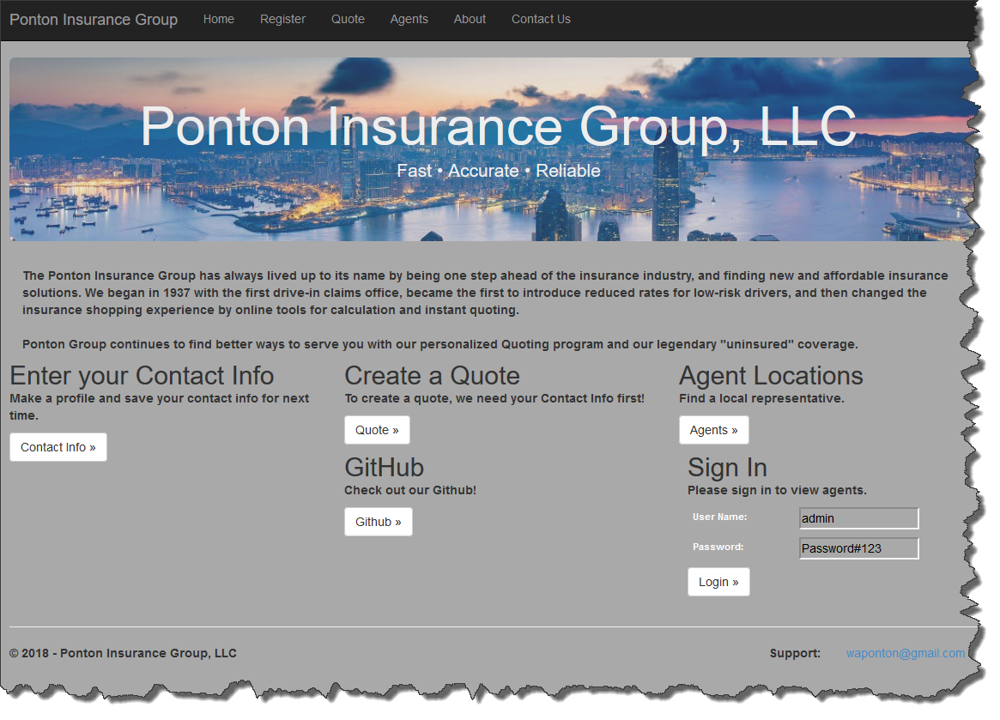 Ponton Insurance Group Home Register Quote Agents About Contact Us
Ponton Insurance Group, LLC
Fast • Accurate • Reliable
The Ponton Insurance Group has always lived up to its name by being one step ahead of the insurance industry, and finding new and affordable insurance
solutions. We began in 1937 with the first drive-in claims office, became the first to introduce reduced rates for low-risk drivers, and then changed the
insurance shopping experience by online tools for calculation and instant quoting.
Ponton Group continues to find better ways to serve you with our personalized Quoting program and our legendary "uninsured" coverage.
Enter your Contact Info
Make a profile and save your contact info for next
time.
Contact Info »
Create a Quote
To create a quote, we need your Contact Info first!
Quote »
Agent Locations
Find a local representative.
Agents »
GitHub
Check out our Github!
Github »
Sign In
Please sign in to view agents.
User Name: admin
Password: Password#123
Login »
© 2018 - Ponton Insurance Group, LLC
Support: waponton@gmail.com